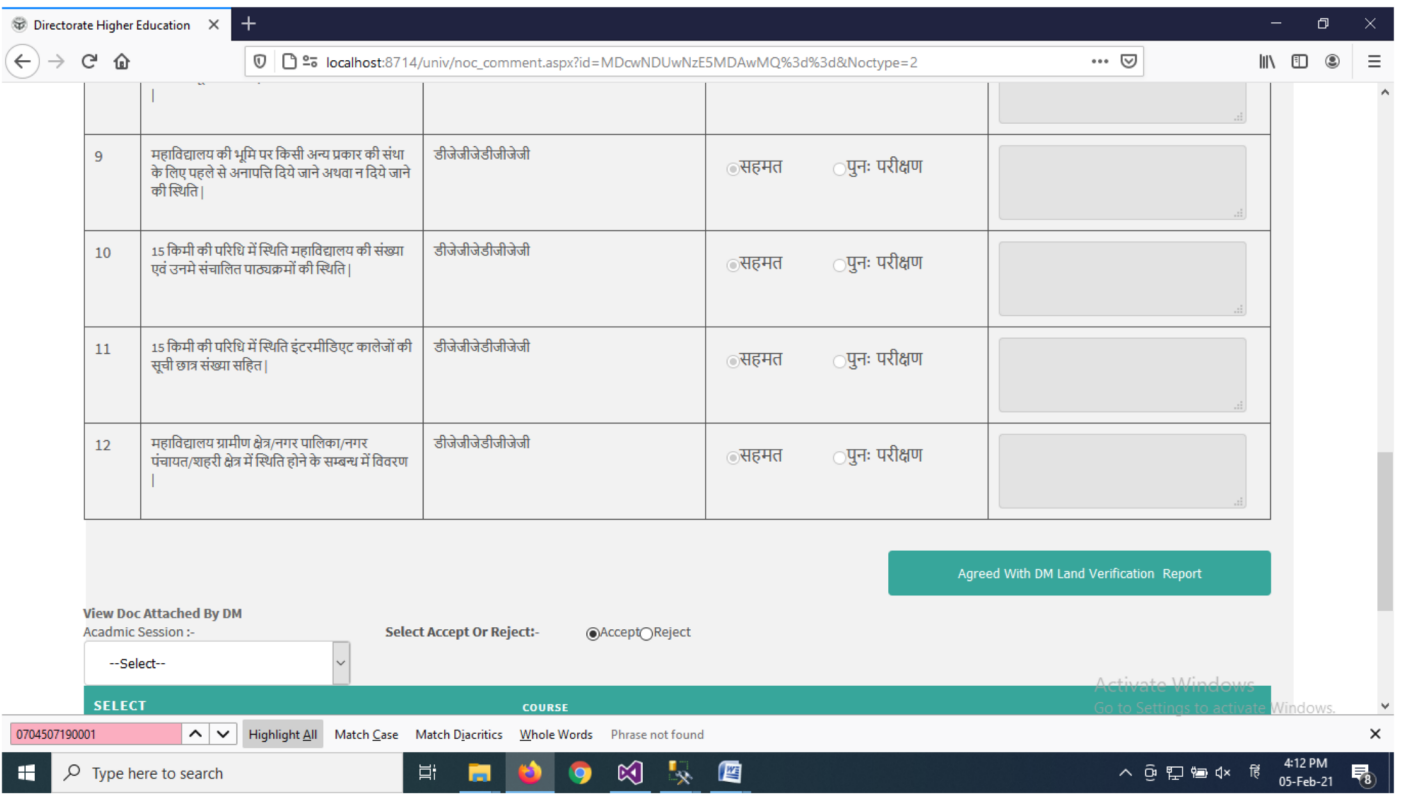 Directorate Higher Education
localhost:8714/univ/noc_comment.aspx?id=MDcwNDUwNzE5MDAwMQ%3d%3d&Noctype=2
|
9
महाविद्यालय की भूमि पर किसी अन्य प्रकार की संधा
के लिए पहले से अनापत्ति दिये जाने अथवा न दिये जाने
की स्थिति |
डीजेजीजेडीजीजेजी
सहमत पुनः परीक्षण
10
15 किमी की परिधि में स्थिति महाविद्यालय की संख्या
एवं उनमे संचालित पाठ्यक्रमों की स्थिति |
डीजेजीजेडीजीजेजी
सहमत पुनः परीक्षण
11
15 किमी की परिधि में स्थिति इंटरमीडिएट कालेजों की
सूची छात्र संख्या सहित |
डीजेजीजेडीजीजेजी
सहमत पुनः परीक्षण
12
महाविद्यालय ग्रामीण क्षेत्र/नगर पालिका/नगर
पंचायत/शहरी क्षेत्र में स्थिति होने के सम्बन्ध में विवरण
|
डीजेजीजेडीजीजेजी
सहमत पुनः परीक्षण
Agreed With DM Land Verification Report
View Doc Attached By DM
Acadmic Session :- Select Accept Or Reject:- Accept Reject
--Select--
Activate Windows
SELECT COURSE Go to Settings to activate Windows.
0704507190001 Highlight All Match Case Match Diacritics Whole Words Phrase not found
Type here to search
हिं
4:12 PM
05-Feb-21
8